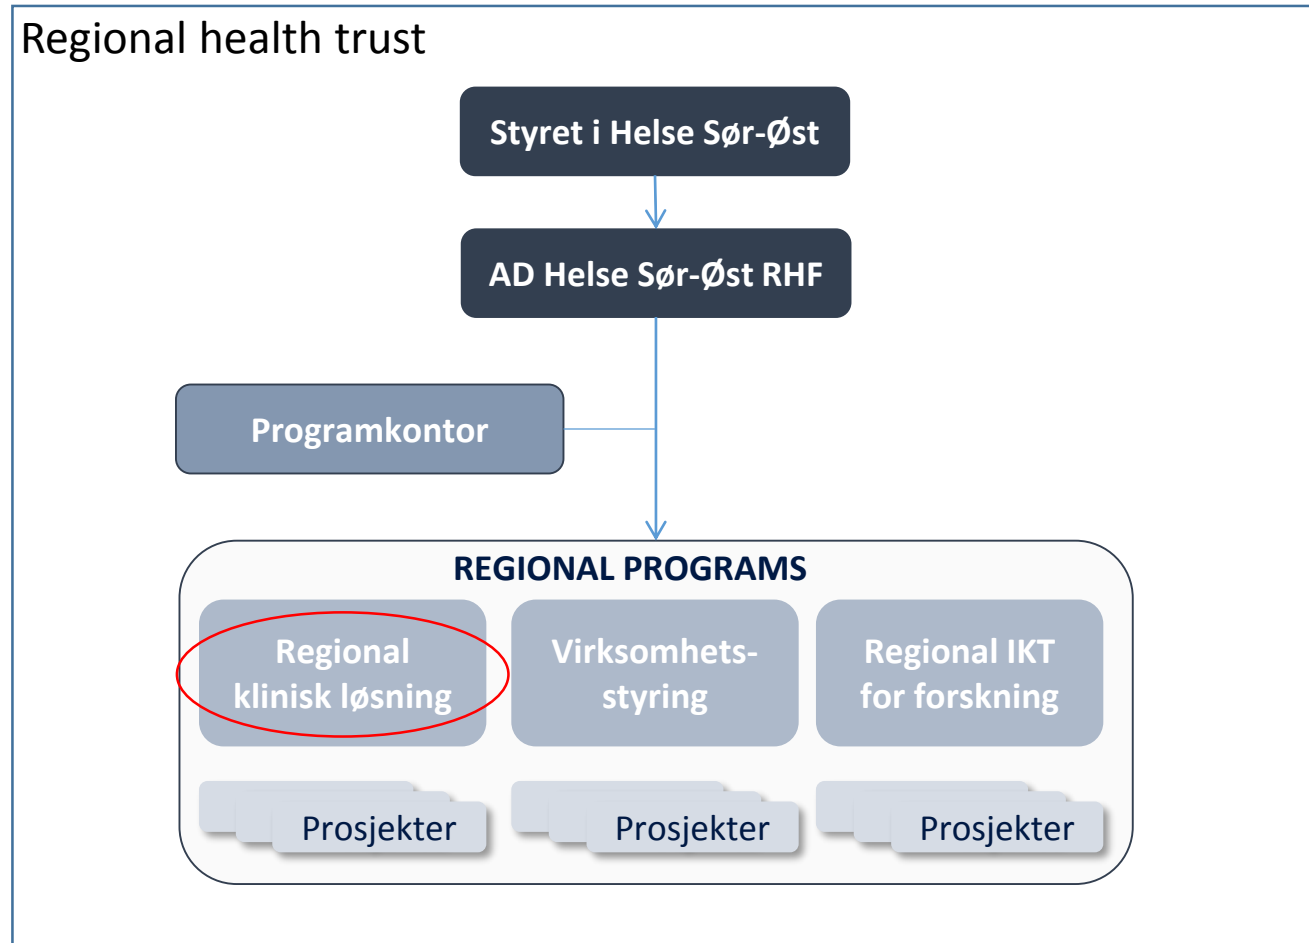 Regional health trust
Styret i Helse Sør-Øst
AD Helse Sør-Øst RHF
Programkontor
REGIONAL PROGRAMS
Regional
klinisk løsning
Virksomhets-
styring
Regional IKT
for forskning
Prosjekter
Prosjekter
Prosjekter